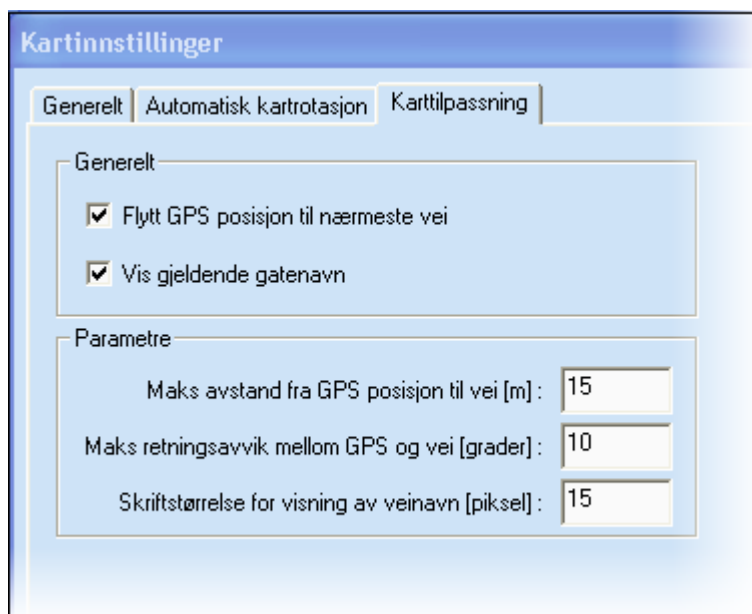 Kartinnstillinger
Generelt Automatisk kartrotasjon Karttilpassning
Generelt
Flytt GPS posisjon til nærmeste vei
Vis gjeldende gatenavn
Parametre
Maks avstand fra GPS posisjon til vei [m] : 15
Maks retningsavvik mellom GPS og vei [grader] : 10
Skriftstørrelse for visning av veinavn [piksel] : 15